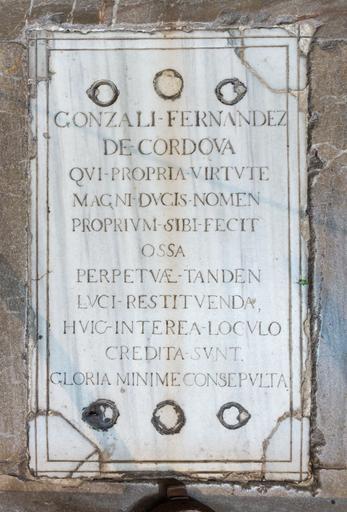 GONZALI-FERNANDEZ
DE-CORDOVA
QVI-PROPRIA-VIRTVTE
MAGNI-DVCIS-NOMEN
PROPRIVM-SIBI-FECIT
OSSA
PERPETVÆ-TANDEN
LVCI-RESTITVENDA,
HVIC-INTEREA-LOCVLO
CREDITA-SVNT.
GLORIA MINIME CONSEPVLTA.